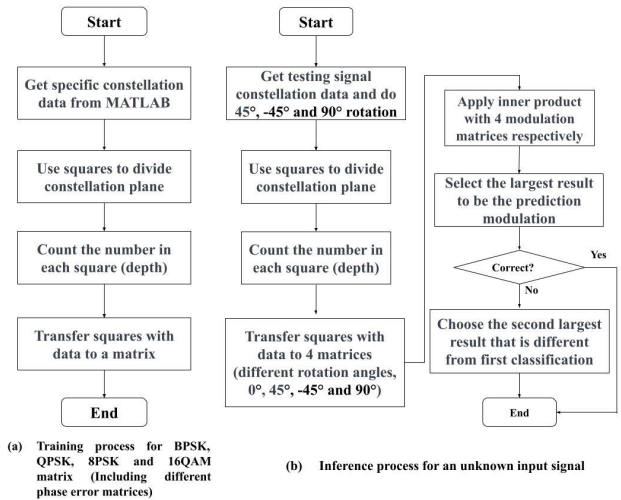 Start
Get specific constellation
data from MATLAB
Use squares to divide
constellation plane
Count the number in
each square (depth)
Transfer squares with
data to a matrix
End
(a) Training process for BPSK,
QPSK, 8PSK and 16QAM
matrix (Including different
phase error matrices)
Start
Get testing signal
constellation data and do
45°, -45° and 90° rotation
Use squares to divide
constellation plane
Count the number in
each square (depth)
Transfer squares with
data to 4 matrices
(different rotation angles,
0°, 45°, -45° and 90°)
Apply inner product
with 4 modulation
matrices respectively
Select the largest result
to be the prediction
modulation
Correct?
Yes
No
Choose the second largest
result that is different
from first classification
End
(b) Inference process for an unknown input signal